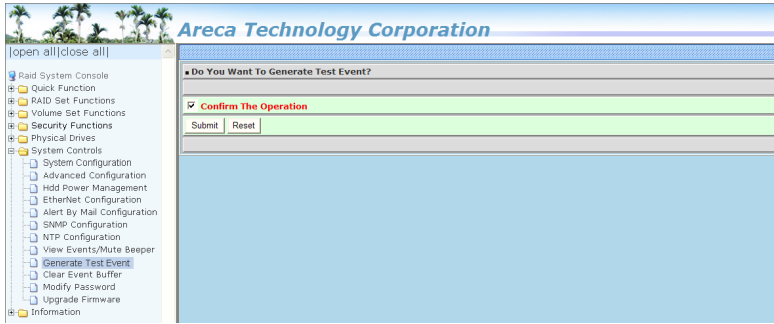 Areca Technology Corporation
|open all|close all|
Raid System Console
Quick Function
RAID Set Functions
Volume Set Functions
Security Functions
Physical Drives
System Controls
System Configuration
Advanced Configuration
Hdd Power Management
EtherNet Configuration
Alert By Mail Configuration
SNMP Configuration
NTP Configuration
View Events/Mute Beeper
Generate Test Event
Clear Event Buffer
Modify Password
Upgrade Firmware
Information
Do You Want To Generate Test Event?
Confirm The Operation
Submit Reset